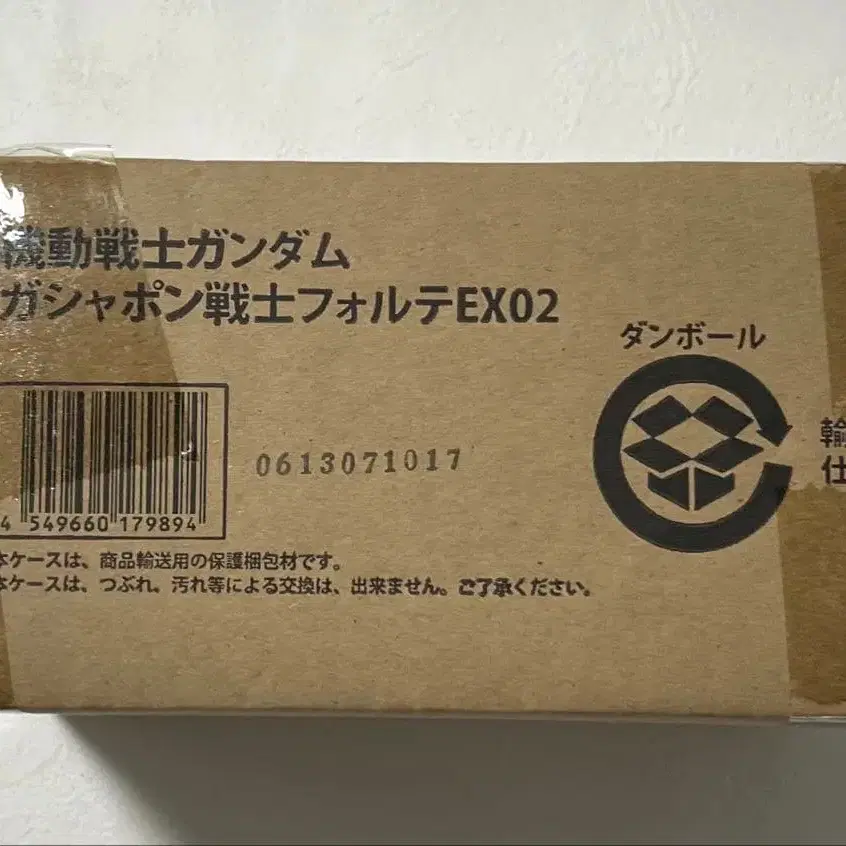 機動戦士ガンダム
ガシャポン戦士フォルテEX02
ダンボール
0613071017
4 549660 179894
本ケースは、商品輸送用の保護梱包材です。
本ケースは、つぶれ、汚れ等による交換は、出来ません。ご了承ください。
輸
仕